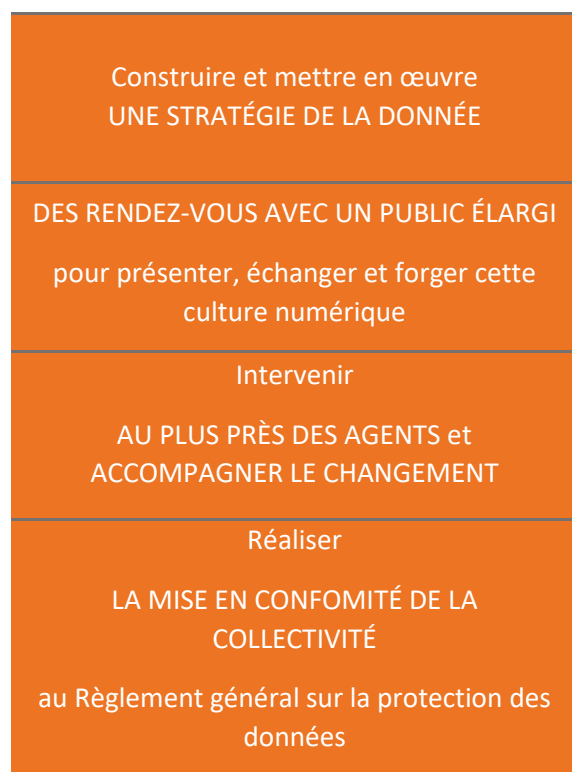 Construire et mettre en œuvre
UNE STRATÉGIE DE LA DONNÉE
DES RENDEZ-VOUS AVEC UN PUBLIC ÉLARGI
pour présenter, échanger et forger cette
culture numérique
Intervenir
AU PLUS PRÈS DES AGENTS et
ACCOMPAGNER LE CHANGEMENT
Réaliser
LA MISE EN CONFOMITÉ DE LA
COLLECTIVITÉ
au Règlement général sur la protection des
données